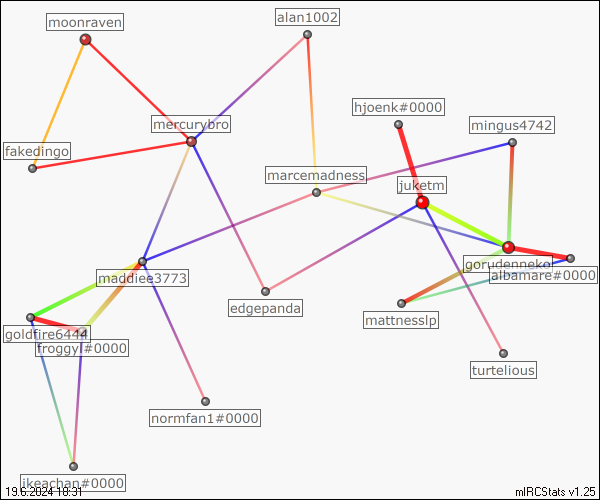 moonraven
alan1002
hjoenk#0000
mingus4742
mercurybro
fakedingo
marcemadness
juketm
gorudenneko
albamare#0000
maddiee3773
edgepanda
mattnesslp
goldfire6444
froggyl#0000
turtelious
normfan1#0000
ikeachan#0000
19.6.2024 10:31
mIRCStats v1.25